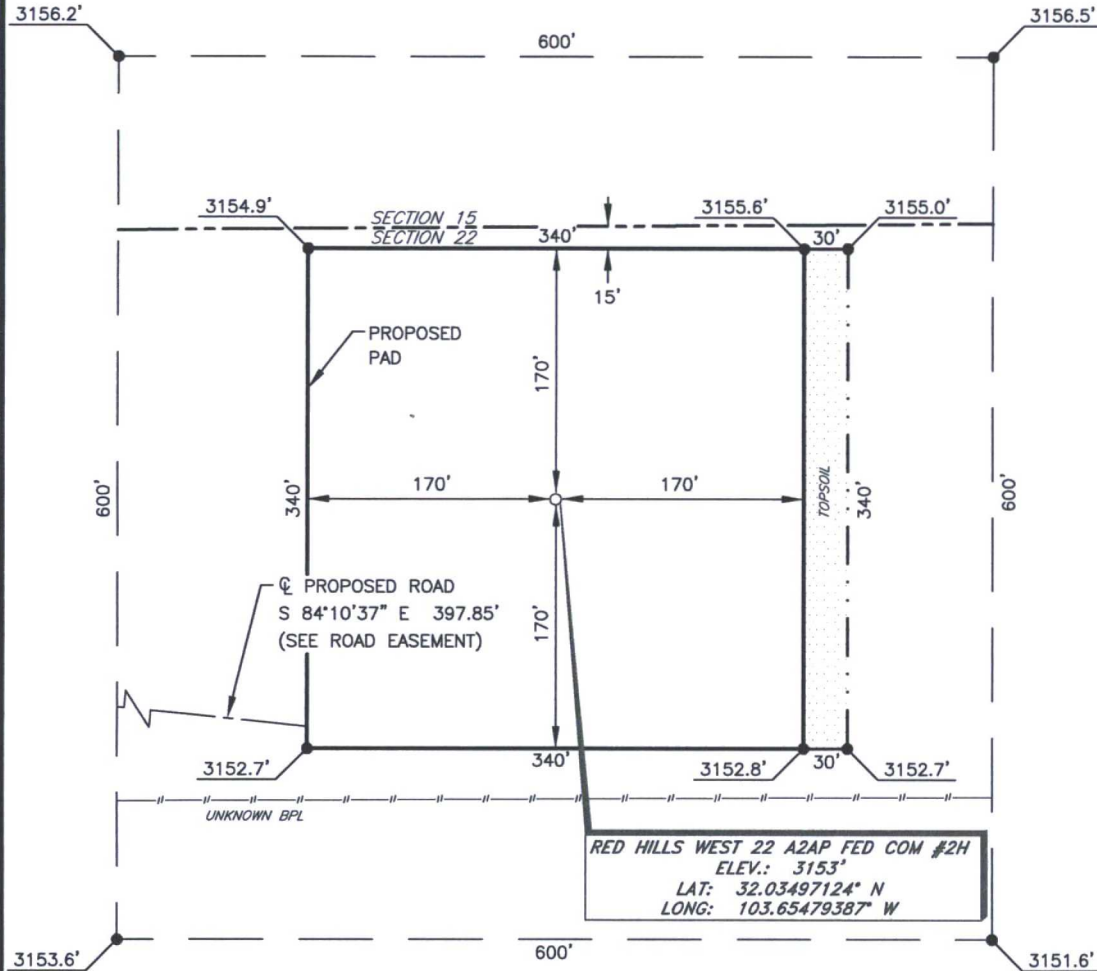 3156.2'
3156.5'
600'
3154.9'
SECTION 15
SECTION 22
340'
3155.6'
3155.0'
30'
15'
PROPOSED
PAD
170'
600'
340'
170'
170'
TOPSOIL
340'
600'
℄ PROPOSED ROAD
S 84°10'37" E 397.85'
(SEE ROAD EASEMENT)
170'
3152.7'
340'
3152.8'
30'
3152.7'
UNKNOWN BPL
RED HILLS WEST 22 A2AP FED COM #2H
ELEV.: 3153'
LAT: 32.03497124° N
LONG: 103.65479387° W
3153.6'
600'
3151.6'